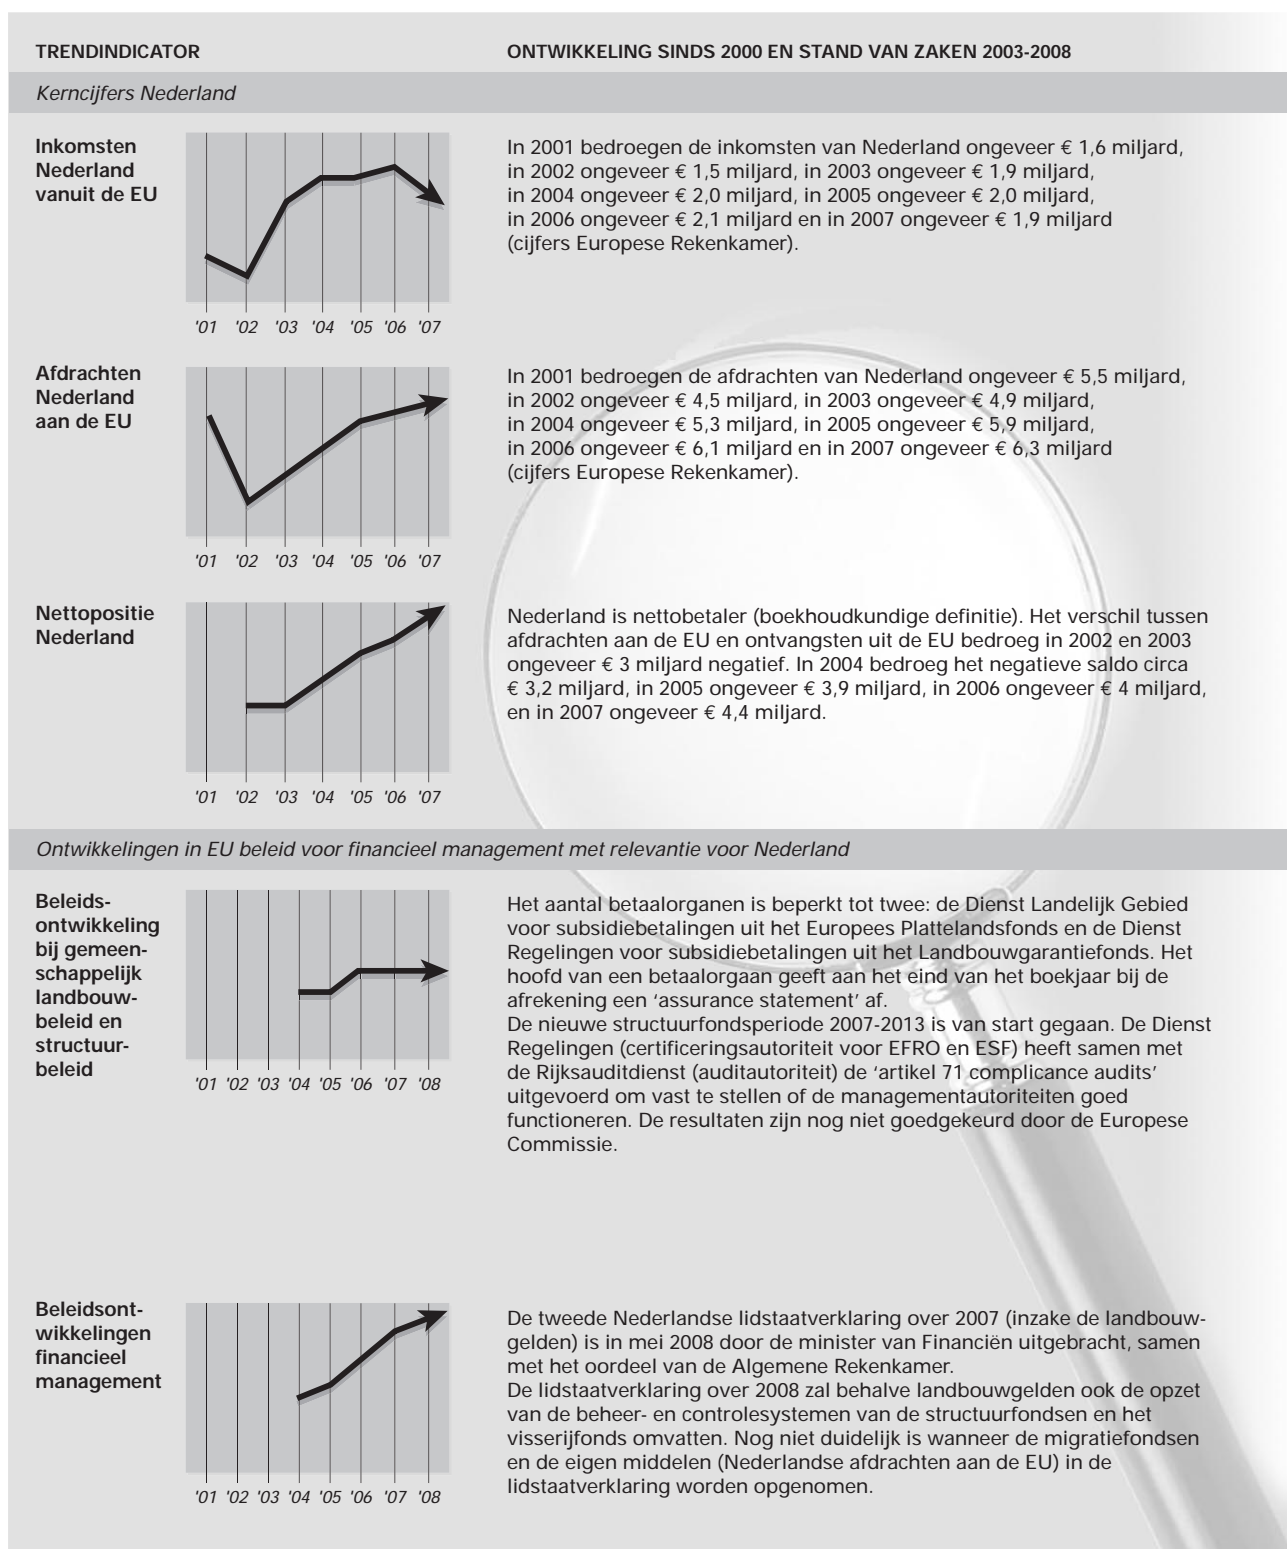 TRENDINDICATOR
ONTWIKKELING SINDS 2000 EN STAND VAN ZAKEN 2003-2008
Kerncijfers Nederland
Inkomsten
Nederland
vanuit de EU
'01 '02 '03 '04 '05 '06 '07
In 2001 bedroegen de inkomsten van Nederland ongeveer € 1,6 miljard,
in 2002 ongeveer € 1,5 miljard, in 2003 ongeveer € 1,9 miljard,
in 2004 ongeveer € 2,0 miljard, in 2005 ongeveer € 2,0 miljard,
in 2006 ongeveer € 2,1 miljard en in 2007 ongeveer € 1,9 miljard
(cijfers Europese Rekenkamer).
Afdrachten
Nederland
aan de EU
'01 '02 '03 '04 '05 '06 '07
In 2001 bedroegen de afdrachten van Nederland ongeveer € 5,5 miljard,
in 2002 ongeveer € 4,5 miljard, in 2003 ongeveer € 4,9 miljard,
in 2004 ongeveer € 5,3 miljard, in 2005 ongeveer € 5,9 miljard,
in 2006 ongeveer € 6,1 miljard en in 2007 ongeveer € 6,3 miljard
(cijfers Europese Rekenkamer).
Nettopositie
Nederland
'01 '02 '03 '04 '05 '06 '07
Nederland is nettobetaler (boekhoudkundige definitie). Het verschil tussen
afdrachten aan de EU en ontvangsten uit de EU bedroeg in 2002 en 2003
ongeveer € 3 miljard negatief. In 2004 bedroeg het negatieve saldo circa
€ 3,2 miljard, in 2005 ongeveer € 3,9 miljard, in 2006 ongeveer € 4 miljard,
en in 2007 ongeveer € 4,4 miljard.
Ontwikkelingen in EU beleid voor financieel management met relevantie voor Nederland
Beleids-
ontwikkeling
bij gemeen-
schappelijk
landbouw-
beleid en
structuur-
beleid
'01 '02 '03 '04 '05 '06 '07 '08
Het aantal betaalorganen is beperkt tot twee: de Dienst Landelijk Gebied
voor subsidiebetalingen uit het Europees Plattelandsfonds en de Dienst
Regelingen voor subsidiebetalingen uit het Landbouwgarantiefonds. Het
hoofd van een betaalorgaan geeft aan het eind van het boekjaar bij de
afrekening een ‘assurance statement’ af.
De nieuwe structuurfondsperiode 2007-2013 is van start gegaan. De Dienst
Regelingen (certificeringsautoriteit voor EFRO en ESF) heeft samen met
de Rijksauditdienst (auditautoriteit) de ‘artikel 71 complicance audits’
uitgevoerd om vast te stellen of de managementautoriteiten goed
functioneren. De resultaten zijn nog niet goedgekeurd door de Europese
Commissie.
Beleidsont-
wikkelingen
financieel
management
'01 '02 '03 '04 '05 '06 '07 '08
De tweede Nederlandse lidstaatverklaring over 2007 (inzake de landbouw-
gelden) is in mei 2008 door de minister van Financiën uitgebracht, samen
met het oordeel van de Algemene Rekenkamer.
De lidstaatverklaring over 2008 zal behalve landbouwgelden ook de opzet
van de beheer- en controlesystemen van de structuurfondsen en het
visserijfonds omvatten. Nog niet duidelijk is wanneer de migratiefondsen
en de eigen middelen (Nederlandse afdrachten aan de EU) in de
lidstaatverklaring worden opgenomen.